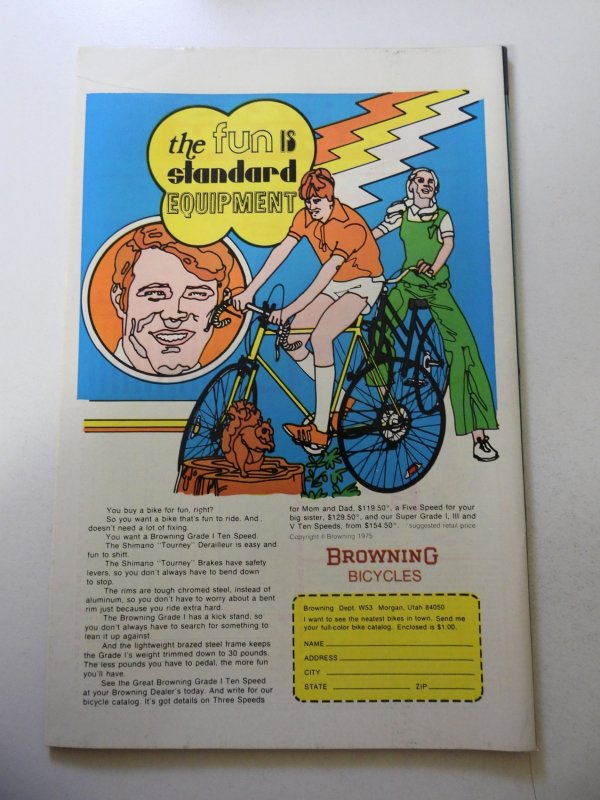 the fun IS
standard
EQUIPMENT
You buy a bike for fun, right?
So you want a bike that's fun to ride. And,
doesn't need a lot of fixing.
You want a Browning Grade I Ten Speed.
The Shimano "Tourney" Derailleur is easy and
fun to shift.
The Shimano "Tourney" Brakes have safety
levers, so you don't always have to bend down
to stop.
The rims are tough chromed steel, instead of
aluminum, so you don't have to worry about a bent
rim just because you ride extra hard.
The Browning Grade I has a kick stand, so
you don't always have to search for something to
lean it up against.
And the lightweight brazed steel frame keeps
the Grade I's weight trimmed down to 30 pounds.
The less pounds you have to pedal, the more fun
you'll have.
See the Great Browning Grade I Ten Speed
at your Browning Dealer's today. And write for our
bicycle catalog. It's got details on Three Speeds
for Mom and Dad, $119.50*, a Five Speed for your
big sister, $129.50*, and our Super Grade I, III and
V Ten Speeds, from $154.50*. *suggested retail price
Copyright © Browning 1975
BROWNING
BICYCLES
Browning Dept. W53 Morgan, Utah 84050
I want to see the neatest bikes in town. Send me
your full-color bike catalog. Enclosed is $1.00.
NAME
ADDRESS
CITY
STATE ZIP